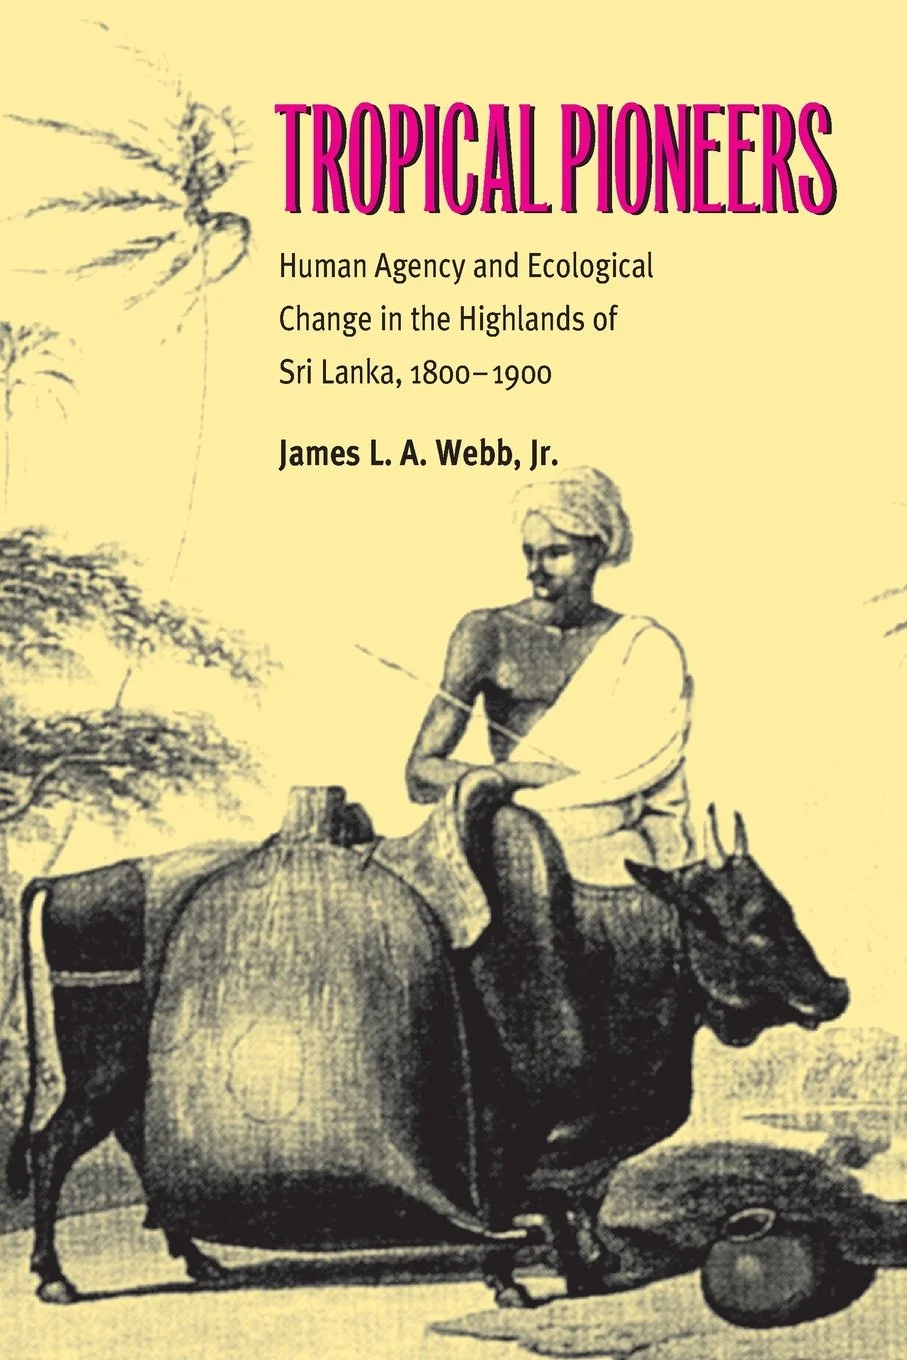 TROPICAL PIONEERS
Human Agency and Ecological
Change in the Highlands of
Sri Lanka, 1800–1900
James L. A. Webb, Jr.